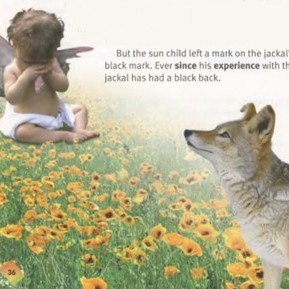 But the sun child left a mark on the jackal'
black mark. Ever since his experience with th
jackal has had a black back.
36